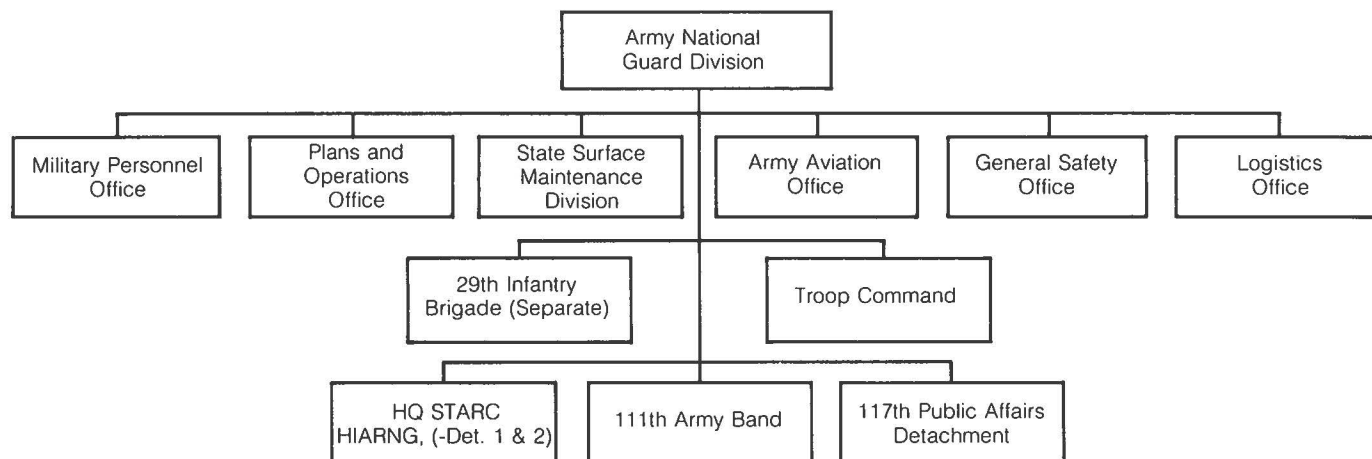 Army National
Guard Division
Military Personnel
Office
Plans and
Operations
Office
State Surface
Maintenance
Division
Army Aviation
Office
General Safety
Office
Logistics
Office
29th Infantry
Brigade (Separate)
Troop Command
HQ STARC
HIARNG, (-Det. 1 & 2)
111th Army Band
117th Public Affairs
Detachment